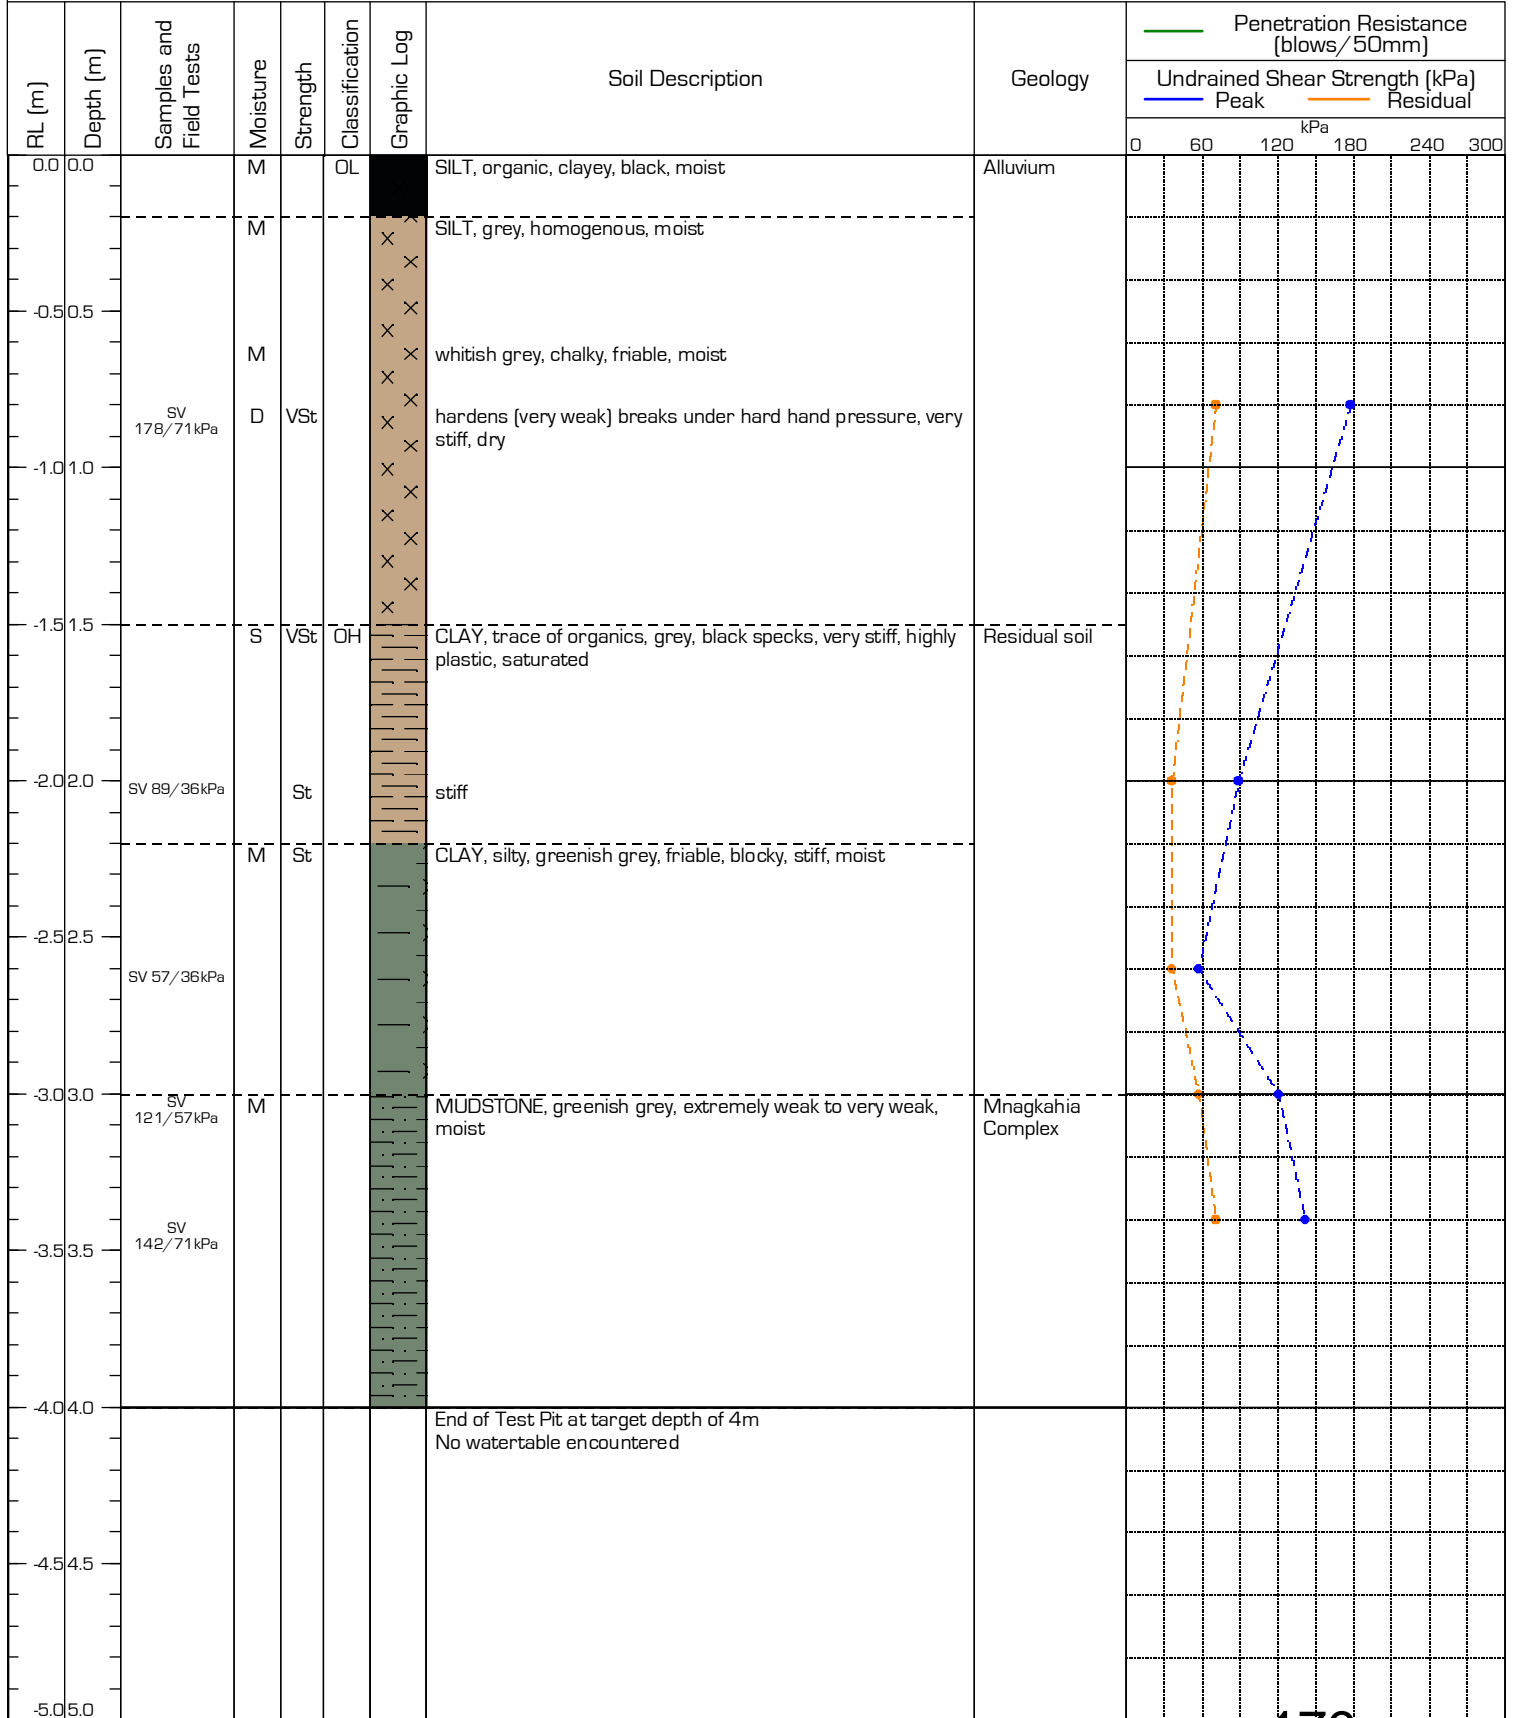 RL (m)
Depth (m)
Samples and
Field Tests
Moisture
Strength
Classification
Graphic Log
Soil Description
Geology
Penetration Resistance
(blows/50mm)
Undrained Shear Strength (kPa)
Peak Residual
kPa
0 60 120 180 240 300
0.0 0.0 M OL SILT, organic, clayey, black, moist Alluvium
M SILT, grey, homogenous, moist
-0.5 0.5
M whitish grey, chalky, friable, moist
SV
178/71kPa
D VSt hardens (very weak) breaks under hard hand pressure, very
stiff, dry
-1.0 1.0
-1.5 1.5
S VSt OH CLAY, trace of organics, grey, black specks, very stiff, highly Residual soil
plastic, saturated
-2.0 2.0
SV 89/36kPa St stiff
M St CLAY, silty, greenish grey, friable, blocky, stiff, moist
-2.5 2.5
SV 57/36kPa
-3.0 3.0
SV
121/57kPa
M MUDSTONE, greenish grey, extremely weak to very weak, Mnagkahia
moist Complex
SV
142/71kPa
-3.5 3.5
-4.0 4.0
End of Test Pit at target depth of 4m
No watertable encountered
-4.5 4.5
-5.0 5.0